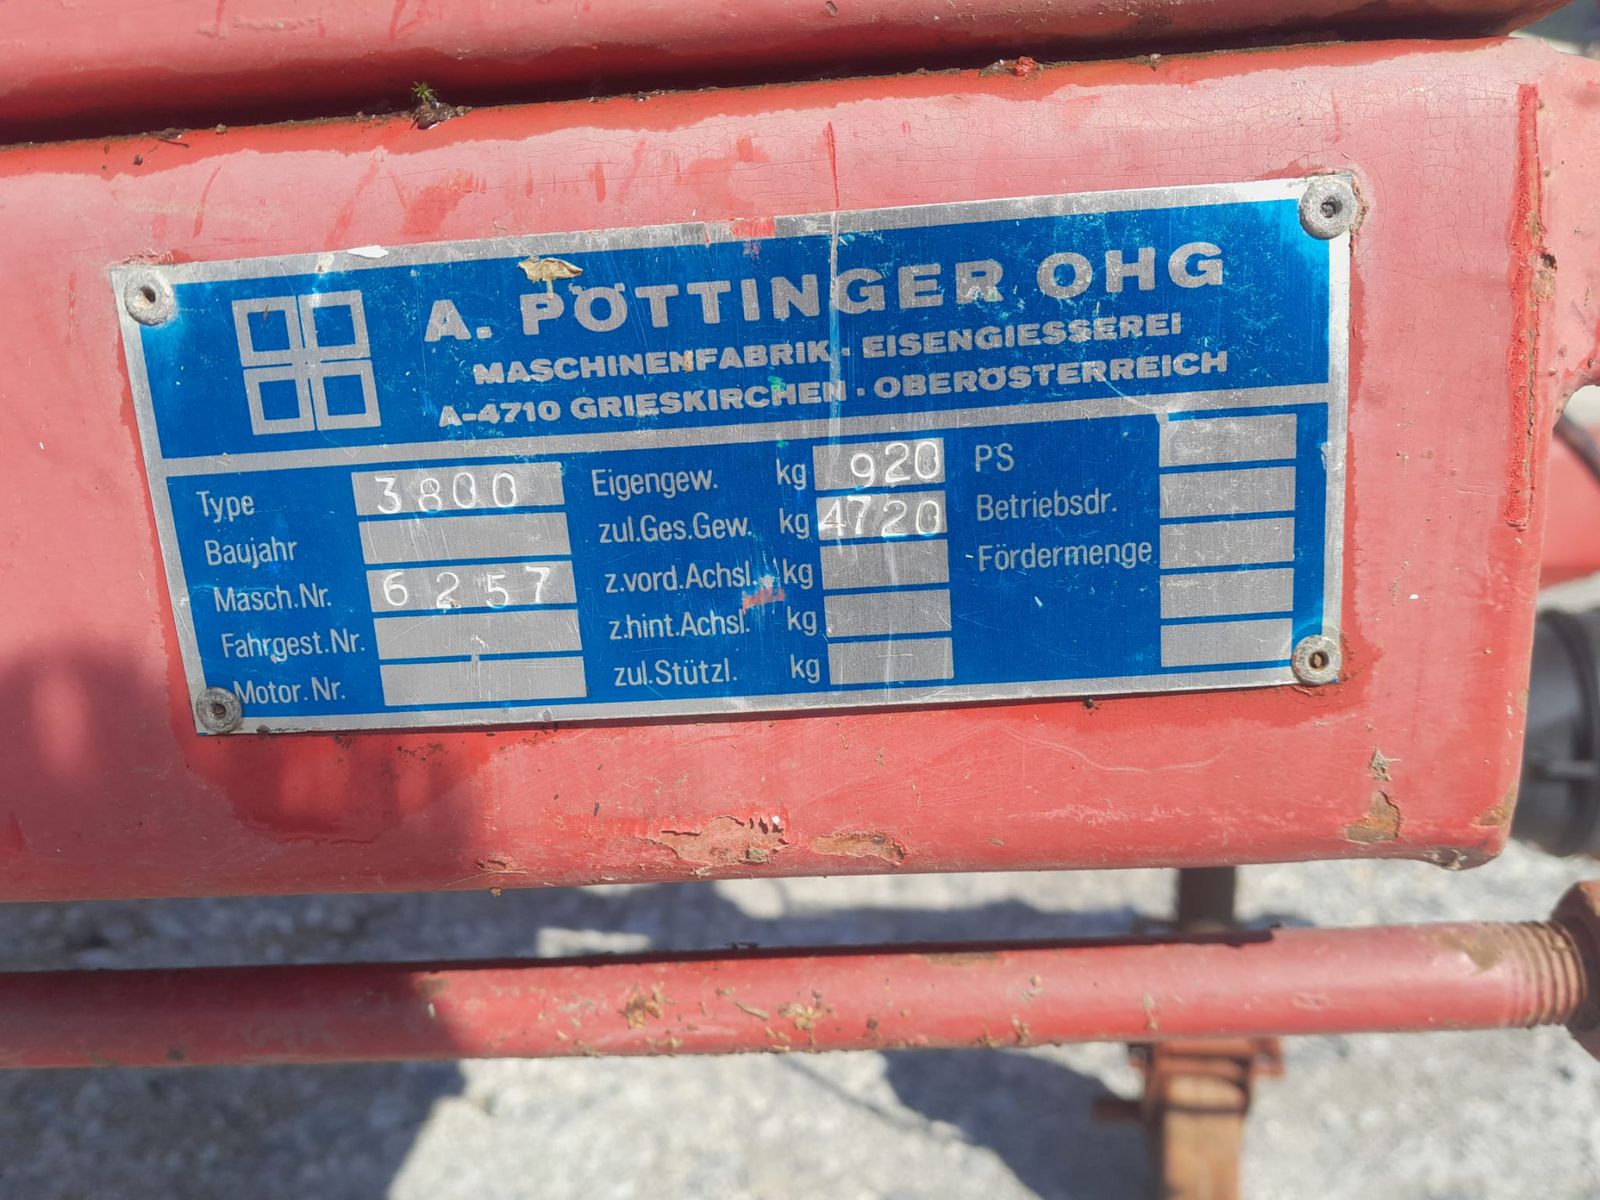 A. PÖTTINGER OHG
MASCHINENFABRIK · EISENGIESSEREI
A-4710 GRIESKIRCHEN · OBERÖSTERREICH
Type 3800
Baujahr
Masch.Nr. 6257
Fahrgest.Nr.
Motor.Nr.
Eigengew. kg 920
zul.Ges.Gew. kg 4720
z.vord.Achsl. kg
z.hint.Achsl. kg
zul.Stützl. kg
PS
Betriebsdr.
Fördermenge